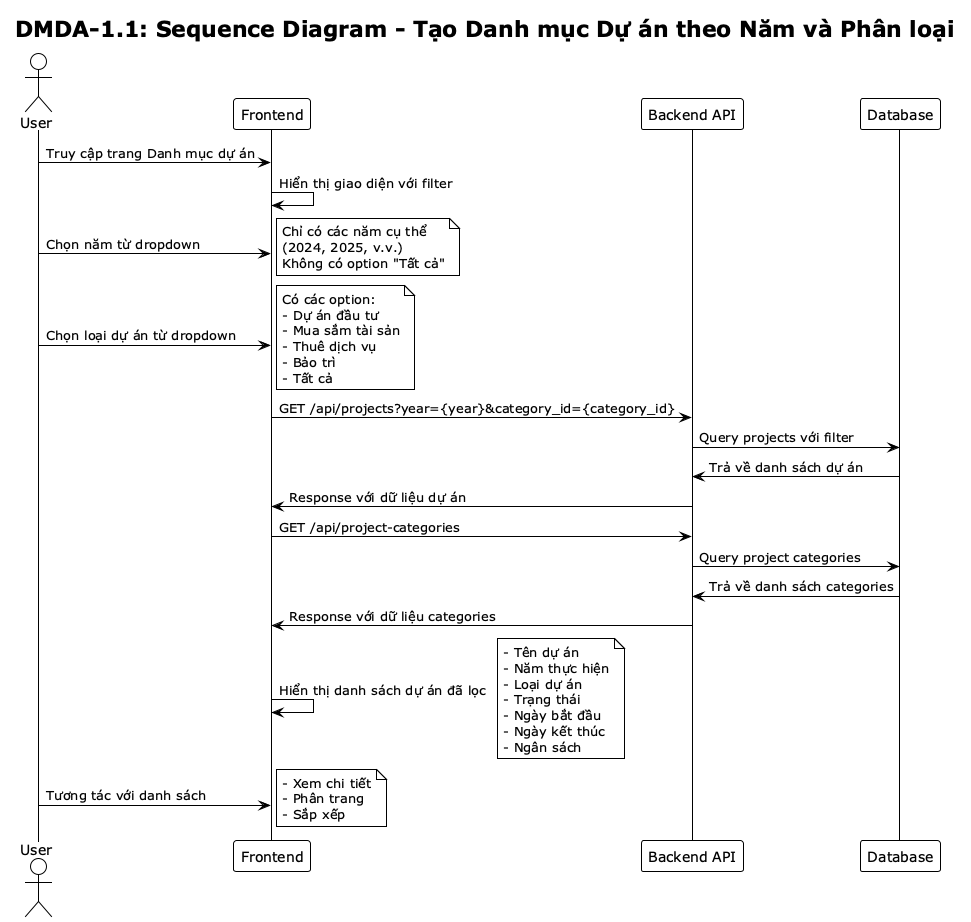 DMDA-1.1: Sequence Diagram - Tạo Danh mục Dự án theo Năm và Phân loại
User
Frontend
Backend API
Database
Truy cập trang Danh mục dự án
Hiển thị giao diện với filter
Chọn năm từ dropdown
Chỉ có các năm cụ thể
(2024, 2025, v.v.)
Không có option "Tất cả"
Chọn loại dự án từ dropdown
Có các option:
- Dự án đầu tư
- Mua sắm tài sản
- Thuê dịch vụ
- Bảo trì
- Tất cả
GET /api/projects?year={year}&category_id={category_id}
Query projects với filter
Trả về danh sách dự án
Response với dữ liệu dự án
GET /api/project-categories
Query project categories
Trả về danh sách categories
Response với dữ liệu categories
Hiển thị danh sách dự án đã lọc
- Tên dự án
- Năm thực hiện
- Loại dự án
- Trạng thái
- Ngày bắt đầu
- Ngày kết thúc
- Ngân sách
Tương tác với danh sách
- Xem chi tiết
- Phân trang
- Sắp xếp
User
Frontend
Backend API
Database